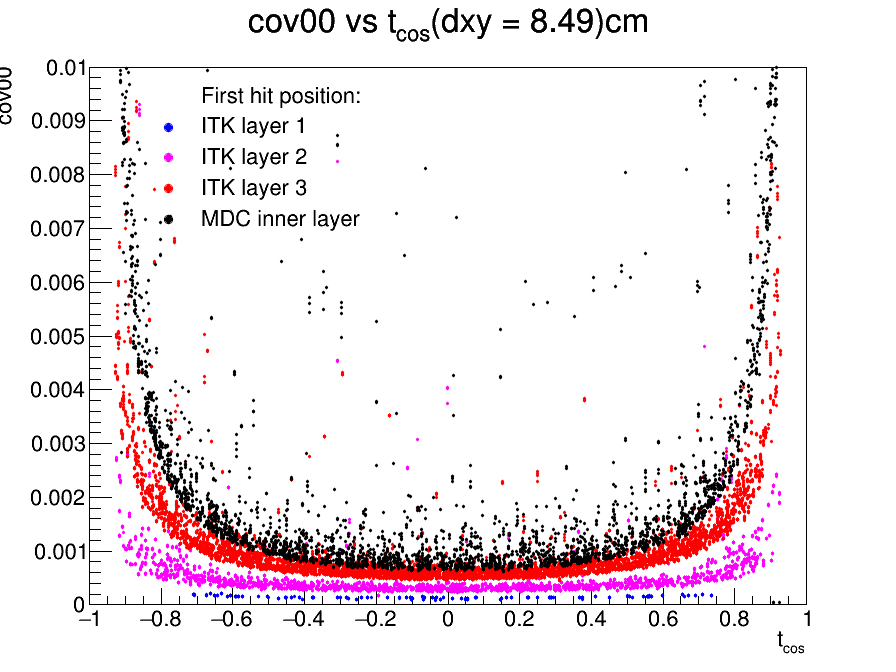 cov00 vs t_cos(dxy = 8.49)cm
cov00
0.01
0.009
0.008
0.007
0.006
0.005
0.004
0.003
0.002
0.001
0
First hit position:
ITK layer 1
ITK layer 2
ITK layer 3
MDC inner layer
−1 −0.8 −0.6 −0.4 −0.2 0 0.2 0.4 0.6 0.8 1
t_cos